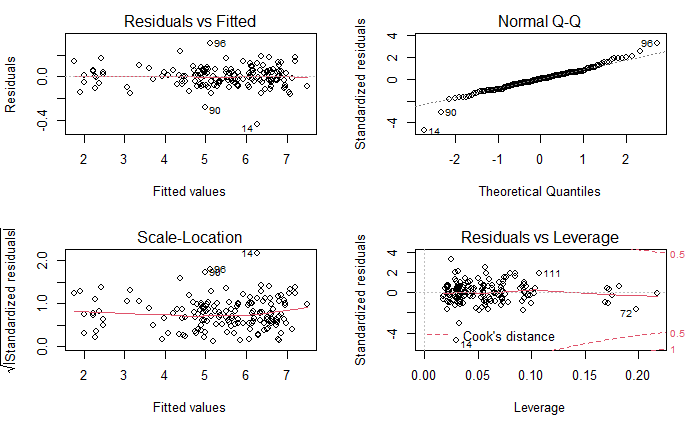 Residuals vs Fitted
Residuals
0.0
-0.4
96
90
14
2 3 4 5 6 7
Fitted values
Normal Q-Q
Standardized residuals
4
2
0
-4
96
90
14
-2 -1 0 1 2
Theoretical Quantiles
Scale-Location
√|Standardized residuals|
2.0
1.0
0.0
14
96
2 3 4 5 6 7
Fitted values
Residuals vs Leverage
Standardized residuals
4
2
0
-4
111
72
14
Cook's distance
0.5
0.5
1
0.00 0.05 0.10 0.15 0.20
Leverage